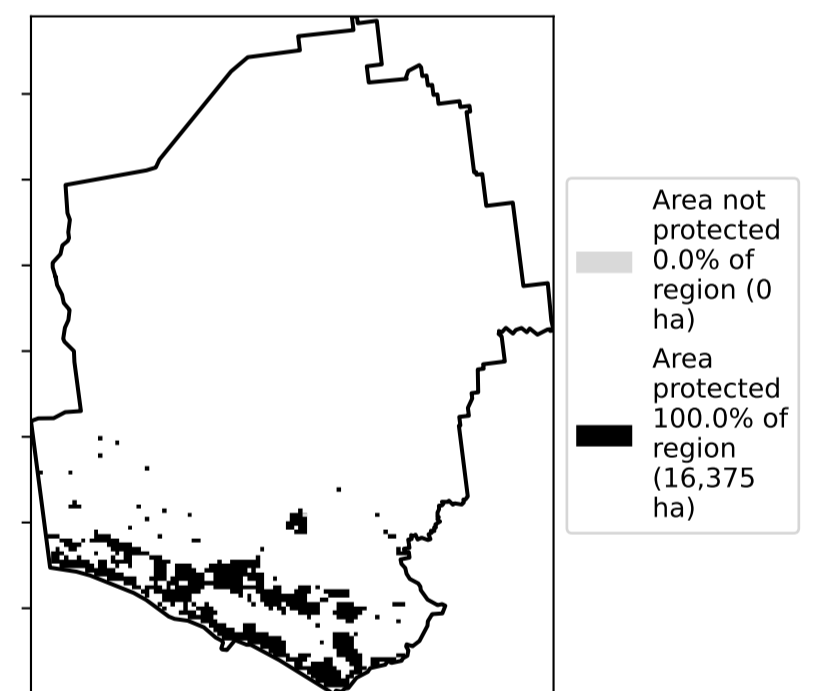 Area not
protected
0.0% of
region (0
ha)
Area
protected
100.0% of
region
(16,375
ha)